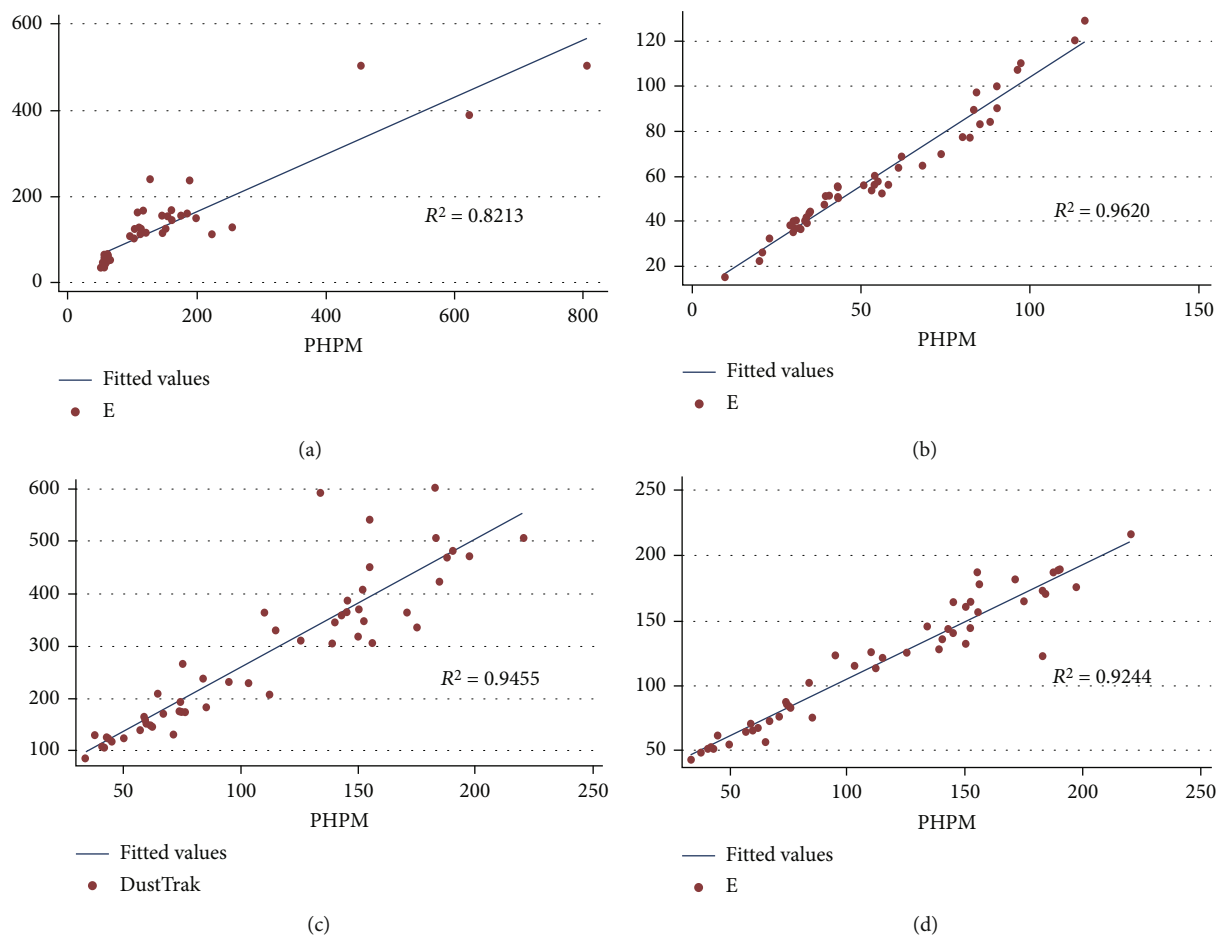 600
400
200
0
R² = 0.8213
0 200 400 600 800
PHPM
Fitted values
E
(a)
120
100
80
60
40
20
R² = 0.9620
0 50 100 150
PHPM
Fitted values
E
(b)
600
500
400
300
200
100
R² = 0.9455
50 100 150 200 250
PHPM
Fitted values
DustTrak
(c)
250
200
150
100
50
R² = 0.9244
50 100 150 200 250
PHPM
Fitted values
E
(d)